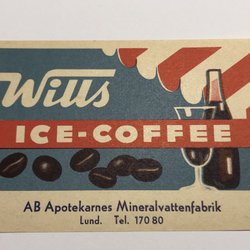 Wills
ICE-COFFEE
AB Apotekarnes Mineralvattenfabrik
Lund. Tel. 170 80